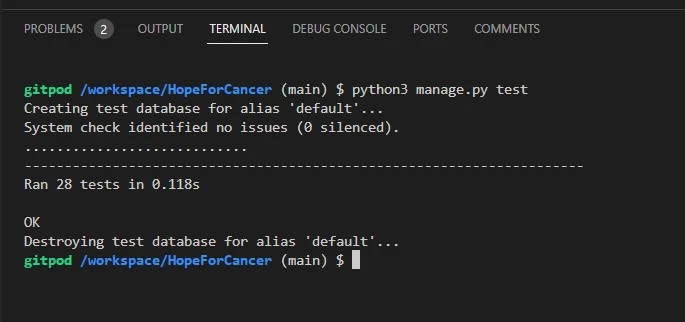 PROBLEMS 2 OUTPUT TERMINAL DEBUG CONSOLE PORTS COMMENTS
gitpod /workspace/HopeForCancer (main) $ python3 manage.py test
Creating test database for alias 'default'...
System check identified no issues (0 silenced).
............................
----------------------------------------------------------------------
Ran 28 tests in 0.118s
OK
Destroying test database for alias 'default'...
gitpod /workspace/HopeForCancer (main) $